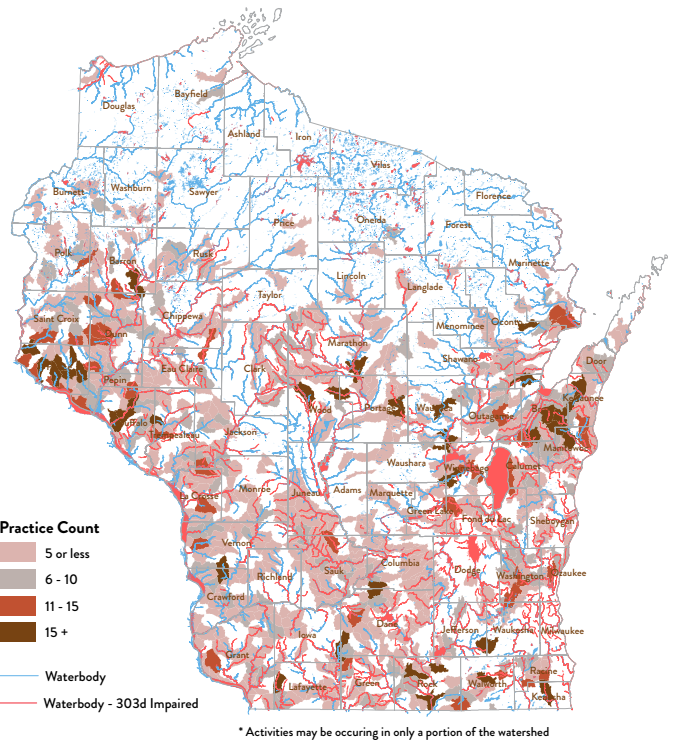 Bayfield
Douglas
Ashland
Iron
Vilas
Burnett
Washburn
Sawyer
Florence
Oneida
Price
Forest
Polk
Barron
Rusk
Marinette
Lincoln
Langlade
Taylor
Saint Croix
Chippewa
Dunn
Menominee
Oconto
Marathon
Shawano
Door
Pepin
Eau Claire
Clark
Kewaunee
Wood
Portage
Waupaca
Outagamie
Buffalo
Trempealeau
Jackson
Manitowoc
Waushara
Winnebago
Calumet
La Crosse
Monroe
Juneau
Adams
Marquette
Green Lake
Fond du Lac
Sheboygan
Vernon
Richland
Sauk
Columbia
Dodge
Washington
Ozaukee
Crawford
Iowa
Dane
Jefferson
Waukesha
Milwaukee
Grant
Lafayette
Green
Rock
Walworth
Racine
Kenosha
Practice Count
5 or less
6 - 10
11 - 15
15 +
Waterbody
Waterbody - 303d Impaired
* Activities may be occuring in only a portion of the watershed